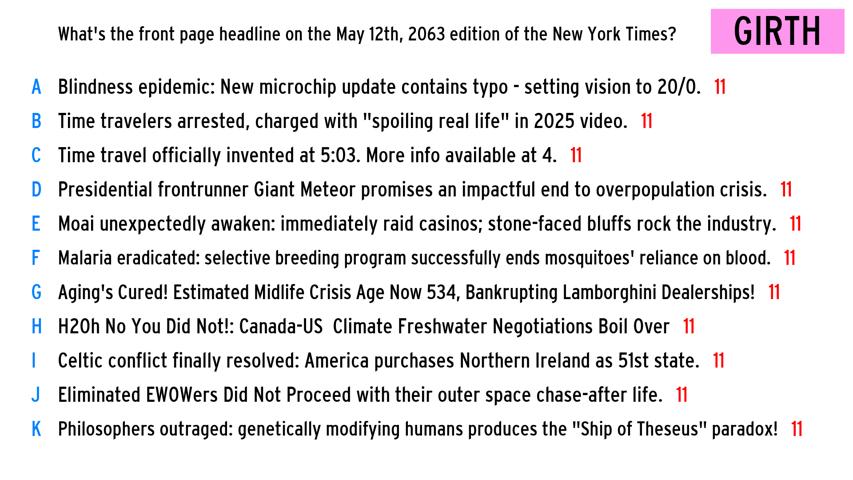 What's the front page headline on the May 12th, 2063 edition of the New York Times?
GIRTH
A Blindness epidemic: New microchip update contains typo - setting vision to 20/0. 11
B Time travelers arrested, charged with "spoiling real life" in 2025 video. 11
C Time travel officially invented at 5:03. More info available at 4. 11
D Presidential frontrunner Giant Meteor promises an impactful end to overpopulation crisis. 11
E Moai unexpectedly awaken: immediately raid casinos; stone-faced bluffs rock the industry. 11
F Malaria eradicated: selective breeding program successfully ends mosquitoes' reliance on blood. 11
G Aging's Cured! Estimated Midlife Crisis Age Now 534, Bankrupting Lamborghini Dealerships! 11
H H20h No You Did Not!: Canada-US Climate Freshwater Negotiations Boil Over 11
I Celtic conflict finally resolved: America purchases Northern Ireland as 51st state. 11
J Eliminated EWOWers Did Not Proceed with their outer space chase-after life. 11
K Philosophers outraged: genetically modifying humans produces the "Ship of Theseus" paradox! 11